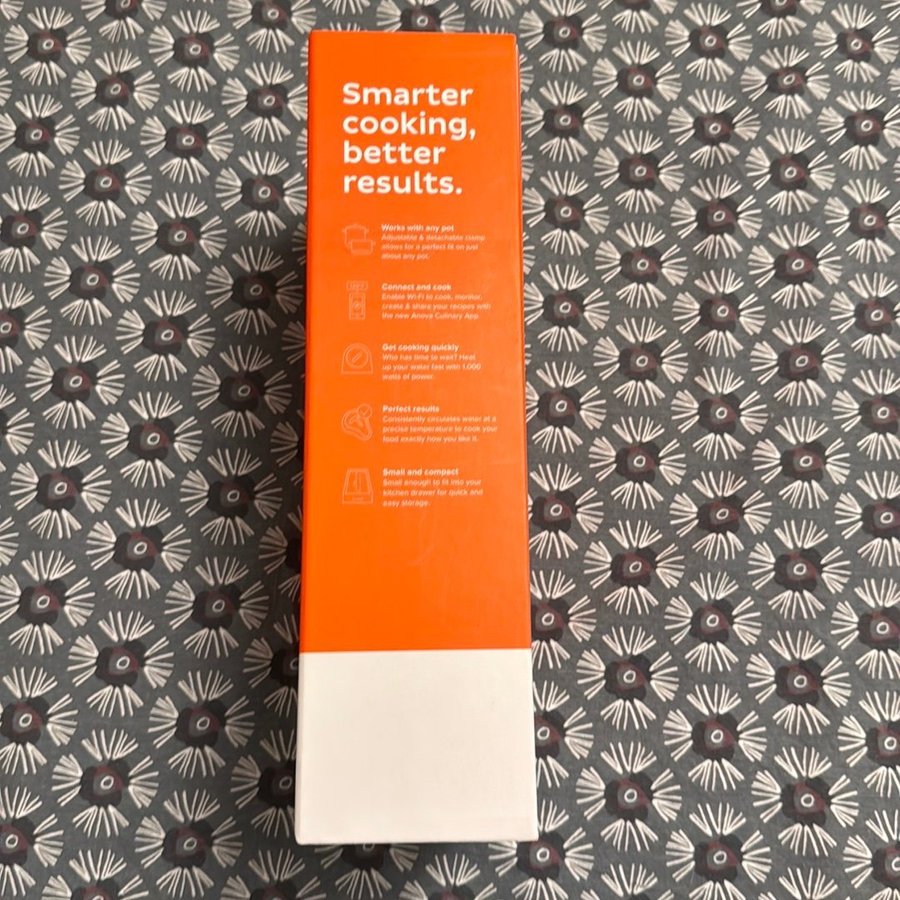 Smarter
cooking,
better
results.
Works with any pot
Adjustable & detachable clamp
allows for a perfect fit on just
about any pot.
Connect and cook
Enable Wi-Fi to cook, monitor,
create & share your recipes with
the new Anova Culinary App.
Get cooking quickly
Who has time to wait? Heat
up your water fast with 1,000
watts of power.
Perfect results
Consistently circulates water at a
precise temperature to cook your
food exactly how you like it.
Small and compact
Small enough to fit into your
kitchen drawer for quick and
easy storage.